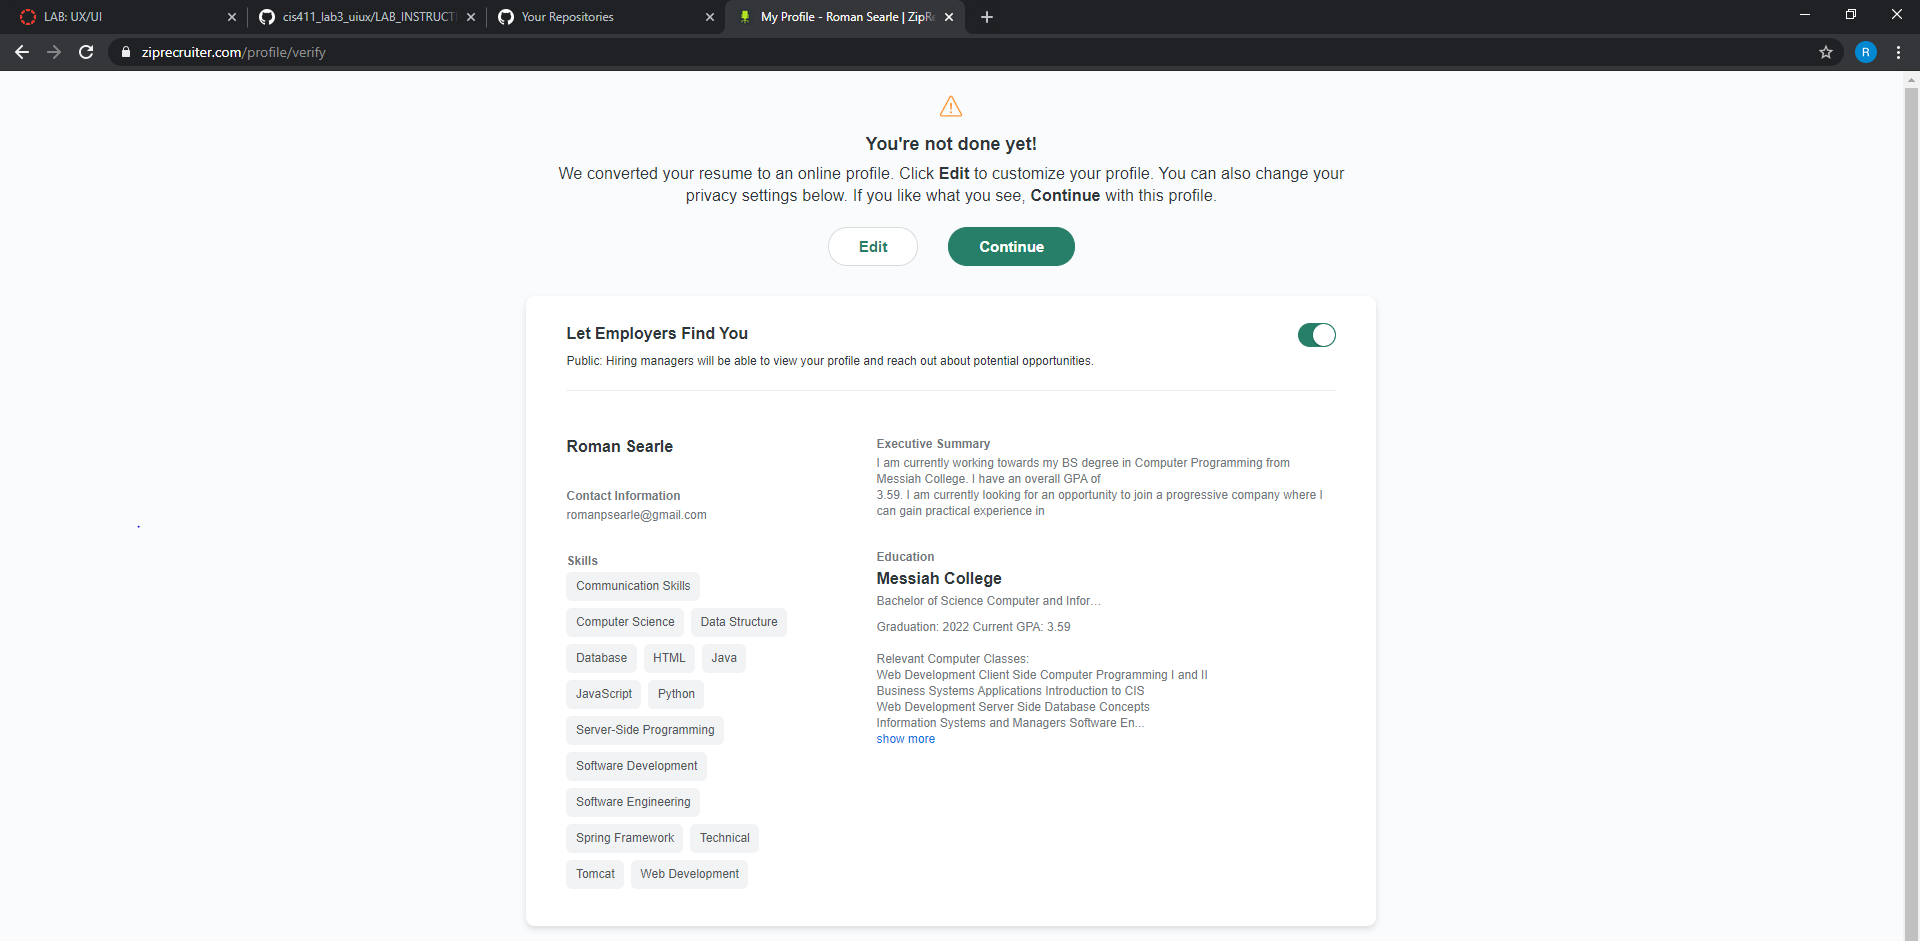 LAB: UX/UI
cis411_lab3_uiux/LAB_INSTRUCT
Your Repositories
My Profile - Roman Searle | ZipRe
ziprecruiter.com/profile/verify
R
You're not done yet!
We converted your resume to an online profile. Click Edit to customize your profile. You can also change your
privacy settings below. If you like what you see, Continue with this profile.
Edit
Continue
Let Employers Find You
Public: Hiring managers will be able to view your profile and reach out about potential opportunities.
Roman Searle
Contact Information
romanpsearle@gmail.com
Skills
Communication Skills
Computer Science Data Structure
Database HTML Java
JavaScript Python
Server-Side Programming
Software Development
Software Engineering
Spring Framework Technical
Tomcat Web Development
Executive Summary
I am currently working towards my BS degree in Computer Programming from
Messiah College. I have an overall GPA of
3.59. I am currently looking for an opportunity to join a progressive company where I
can gain practical experience in
Education
Messiah College
Bachelor of Science Computer and Infor...
Graduation: 2022 Current GPA: 3.59
Relevant Computer Classes:
Web Development Client Side Computer Programming I and II
Business Systems Applications Introduction to CIS
Web Development Server Side Database Concepts
Information Systems and Managers Software En...
show more